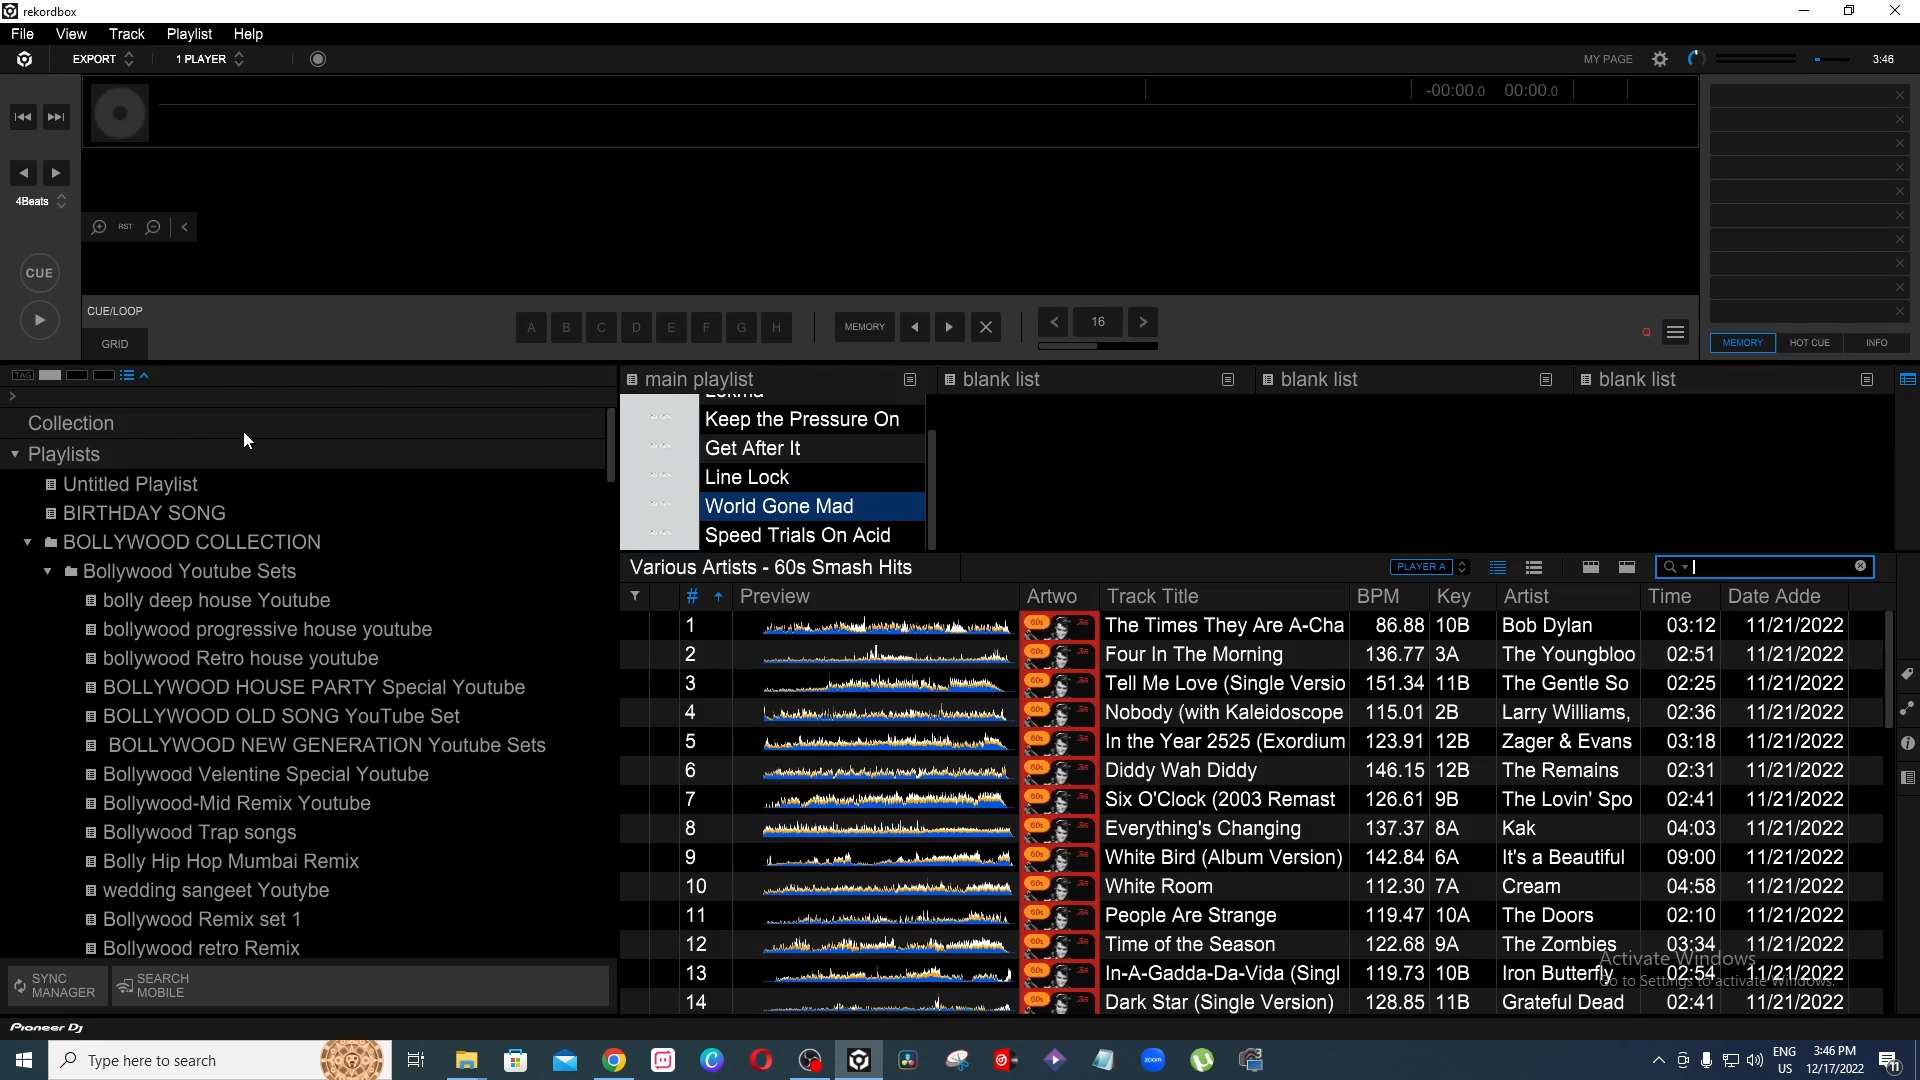 rekordbox
File View Track Playlist Help
EXPORT 1 PLAYER MY PAGE 3:46
-00:00.0 00:00.0
4Beats
RST
CUE
CUE/LOOP
A B C D E F G H MEMORY 16
GRID
MEMORY HOT CUE INFO
TAG
main playlist blank list blank list blank list
Collection
Playlists
Untitled Playlist
BIRTHDAY SONG
BOLLYWOOD COLLECTION
Bollywood Youtube Sets
bolly deep house Youtube
bollywood progressive house youtube
bollywood Retro house youtube
BOLLYWOOD HOUSE PARTY Special Youtube
BOLLYWOOD OLD SONG YouTube Set
BOLLYWOOD NEW GENERATION Youtube Sets
Bollywood Velentine Special Youtube
Bollywood-Mid Remix Youtube
Bollywood Trap songs
Bolly Hip Hop Mumbai Remix
wedding sangeet Youtybe
Bollywood Remix set 1
Bollywood retro Remix
SYNC MANAGER
SEARCH MOBILE
Keep the Pressure On
Get After It
Line Lock
World Gone Mad
Speed Trials On Acid
Various Artists - 60s Smash Hits PLAYER A
# Preview Artwo Track Title BPM Key Artist Time Date Adde
1 The Times They Are A-Cha 86.88 10B Bob Dylan 03:12 11/21/2022
2 Four In The Morning 136.77 3A The Youngbloo 02:51 11/21/2022
3 Tell Me Love (Single Versio 151.34 11B The Gentle So 02:25 11/21/2022
4 Nobody (with Kaleidoscope 115.01 2B Larry Williams, 02:36 11/21/2022
5 In the Year 2525 (Exordium 123.91 12B Zager & Evans 03:18 11/21/2022
6 Diddy Wah Diddy 146.15 12B The Remains 02:31 11/21/2022
7 Six O'Clock (2003 Remast 126.61 9B The Lovin' Spo 02:41 11/21/2022
8 Everything's Changing 137.37 8A Kak 04:03 11/21/2022
9 White Bird (Album Version) 142.84 6A It's a Beautiful 09:00 11/21/2022
10 White Room 112.30 7A Cream 04:58 11/21/2022
11 People Are Strange 119.47 10A The Doors 02:10 11/21/2022
12 Time of the Season 122.68 9A The Zombies 03:34 11/21/2022
13 In-A-Gadda-Da-Vida (Singl 119.73 10B Iron Butterfly 02:54 11/21/2022
14 Dark Star (Single Version) 128.85 11B Grateful Dead 02:41 11/21/2022
Activate Windows
Go to Settings to activate Windows.
Pioneer Dj
Type here to search
zoom
ENG US
3:46 PM
12/17/2022
11